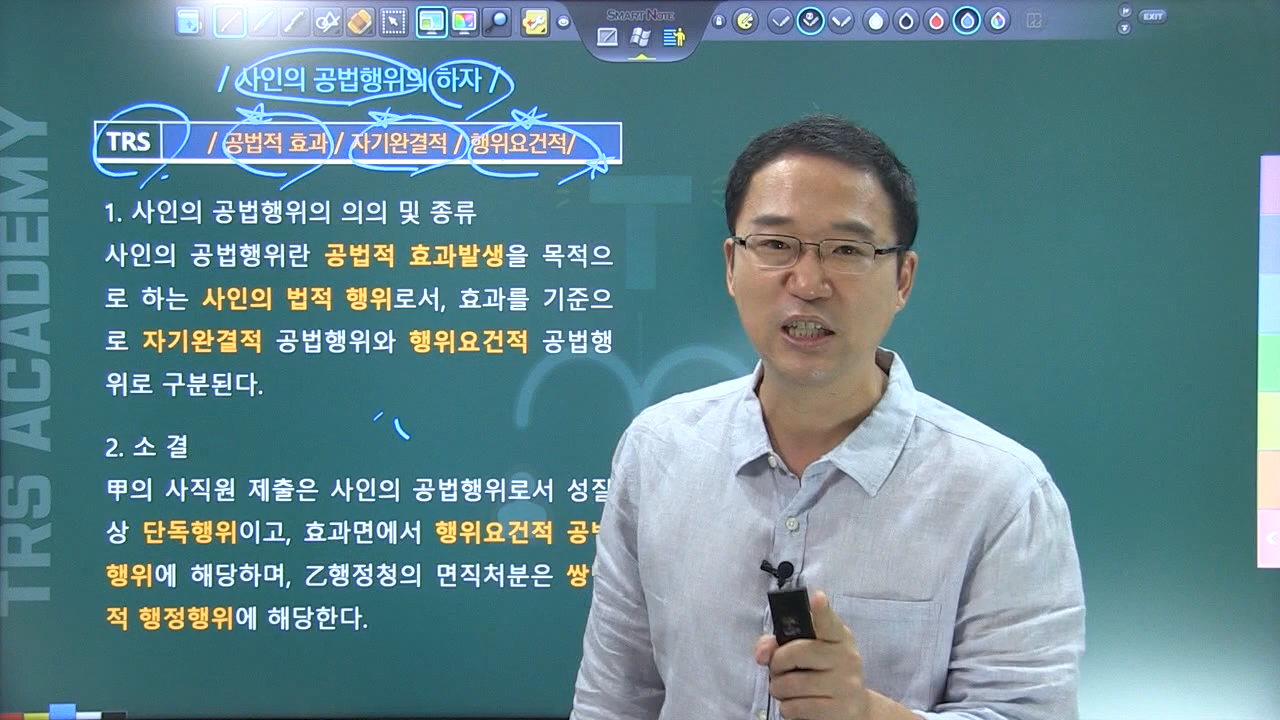 SMART NOTE
EXIT
/ 사인의 공법행위의 하자 /
TRS / 공법적 효과 / 자기완결적 / 행위요건적/
1. 사인의 공법행위의 의의 및 종류
사인의 공법행위란 공법적 효과발생을 목적으
로 하는 사인의 법적 행위로서, 효과를 기준으
로 자기완결적 공법행위와 행위요건적 공법행
위로 구분된다.
2. 소 결
甲의 사직원 제출은 사인의 공법행위로서 성질
상 단독행위이고, 효과면에서 행위요건적
행위에 해당하며, 乙행정청의 면직처분은
적 행정행위에 해당한다.
TRS ACADEMY